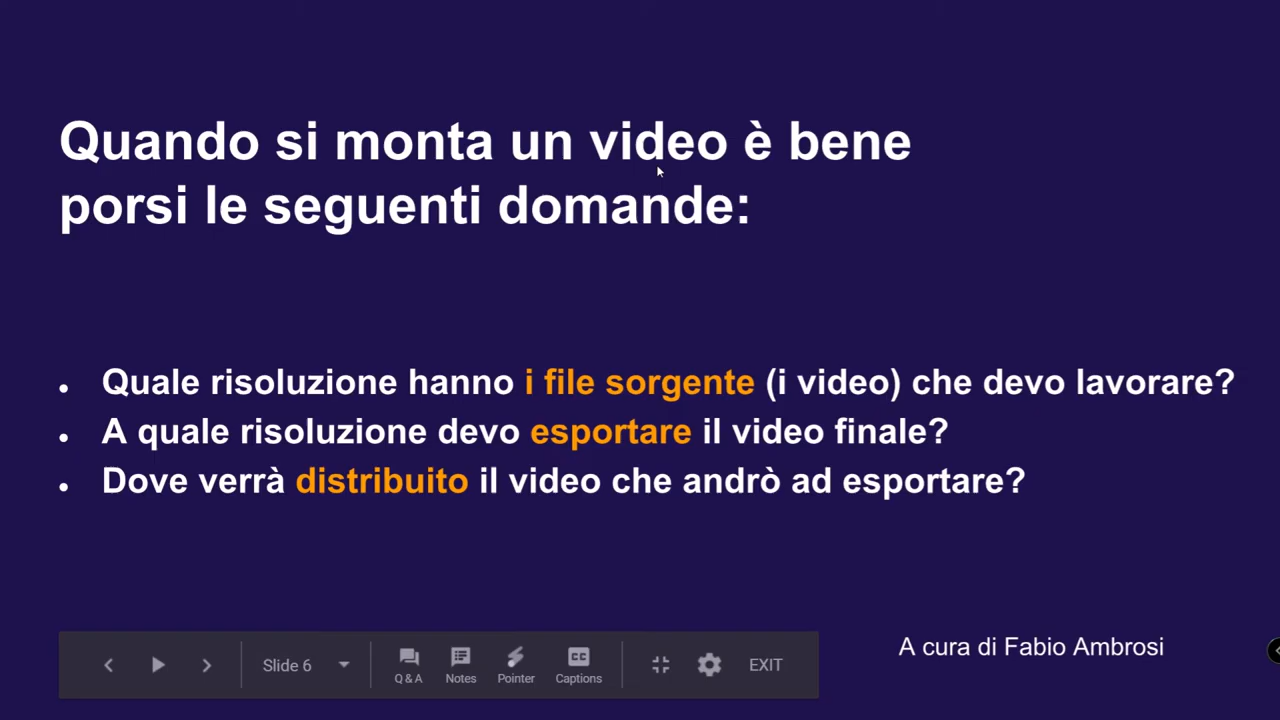 Quando si monta un video è bene
porsi le seguenti domande:
• Quale risoluzione hanno i file sorgente (i video) che devo lavorare?
• A quale risoluzione devo esportare il video finale?
• Dove verrà distribuito il video che andrò ad esportare?
A cura di Fabio Ambrosi
Slide 6
Q & A
Notes
Pointer
CC
Captions
EXIT